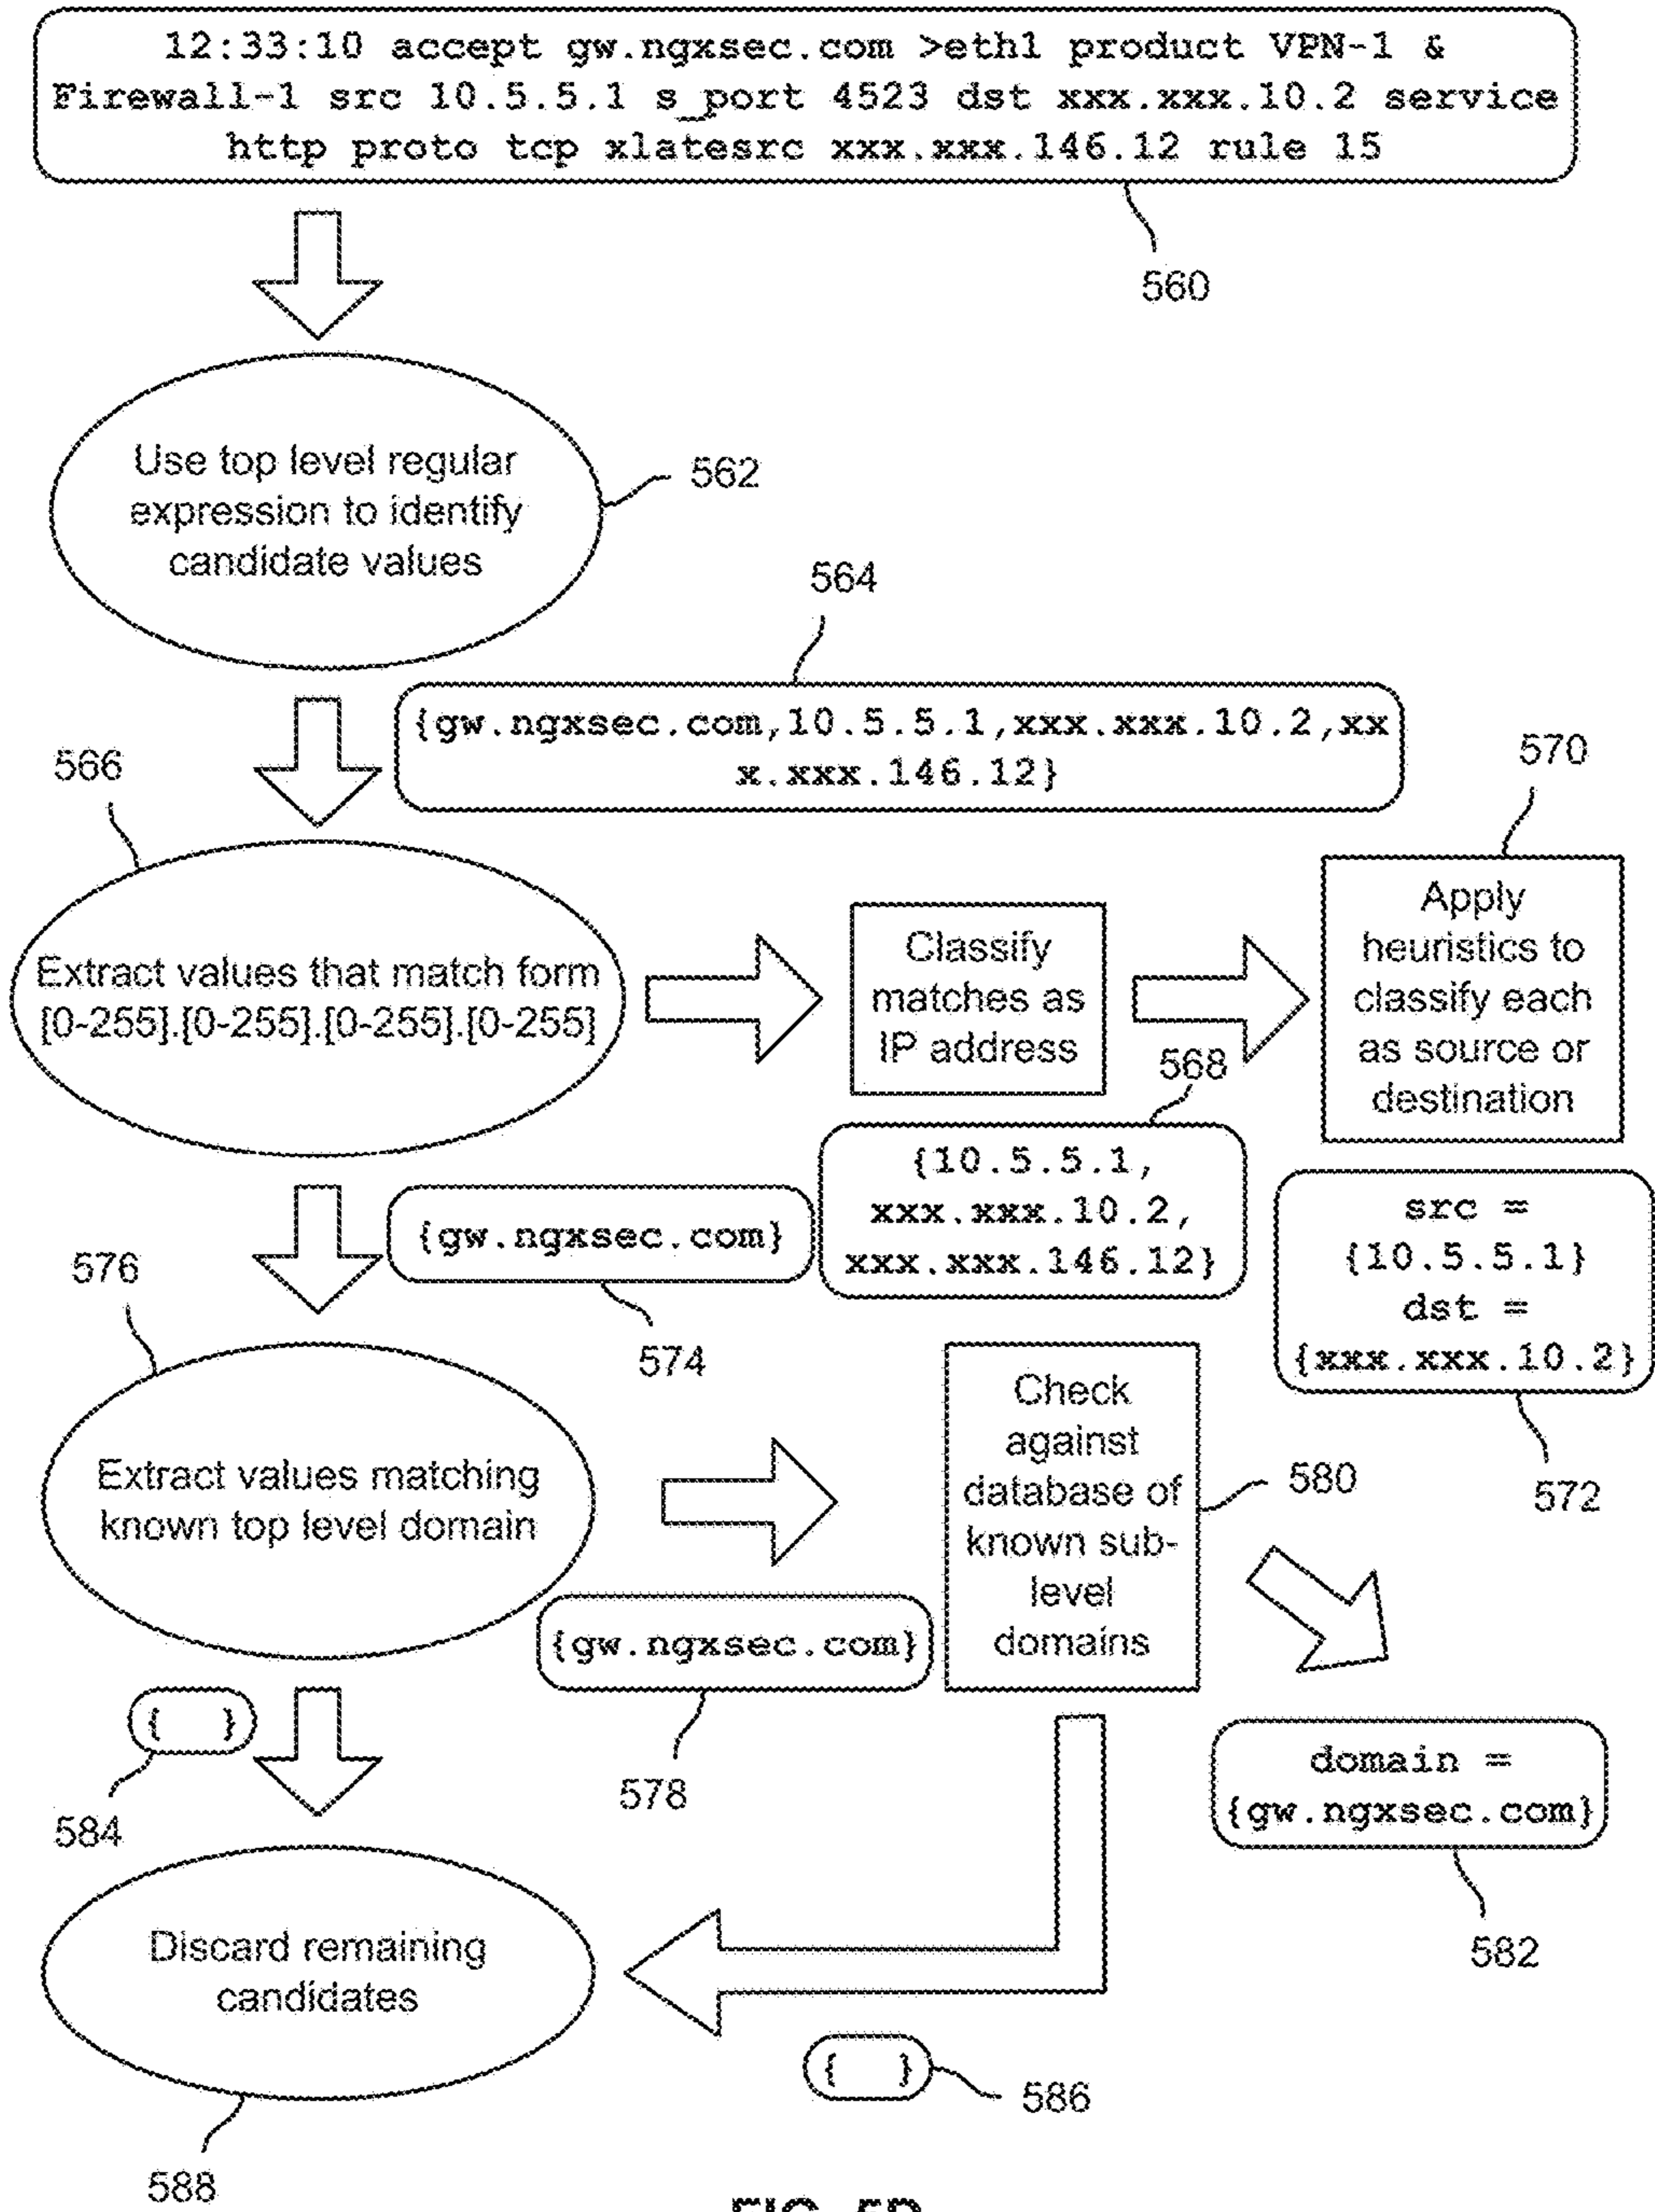 12:33:10 accept gw.ngxsec.com >eth1 product VPN-1 &
Firewall-1 src 10.5.5.1 s_port 4523 dst xxx.xxx.10.2 service
http proto tcp xlatesrc xxx.xxx.146.12 rule 15
560
Use top level regular
expression to identify
candidate values
562
564
{gw.ngxsec.com,10.5.5.1,xxx.xxx.10.2,xx
x.xxx.146.12}
566
Extract values that match form
[0-255].[0-255].[0-255].[0-255]
Classify
matches as
IP address
568
570
Apply
heuristics to
classify each
as source or
destination
{gw.ngxsec.com}
574
{10.5.5.1,
xxx.xxx.10.2,
xxx.xxx.146.12}
src =
{10.5.5.1}
dst =
{xxx.xxx.10.2}
572
576
Extract values matching
known top level domain
{gw.ngxsec.com}
578
Check
against
database of
known sub-
level
domains
580
domain =
{gw.ngxsec.com}
582
{ }
584
Discard remaining
candidates
{ }
586
588